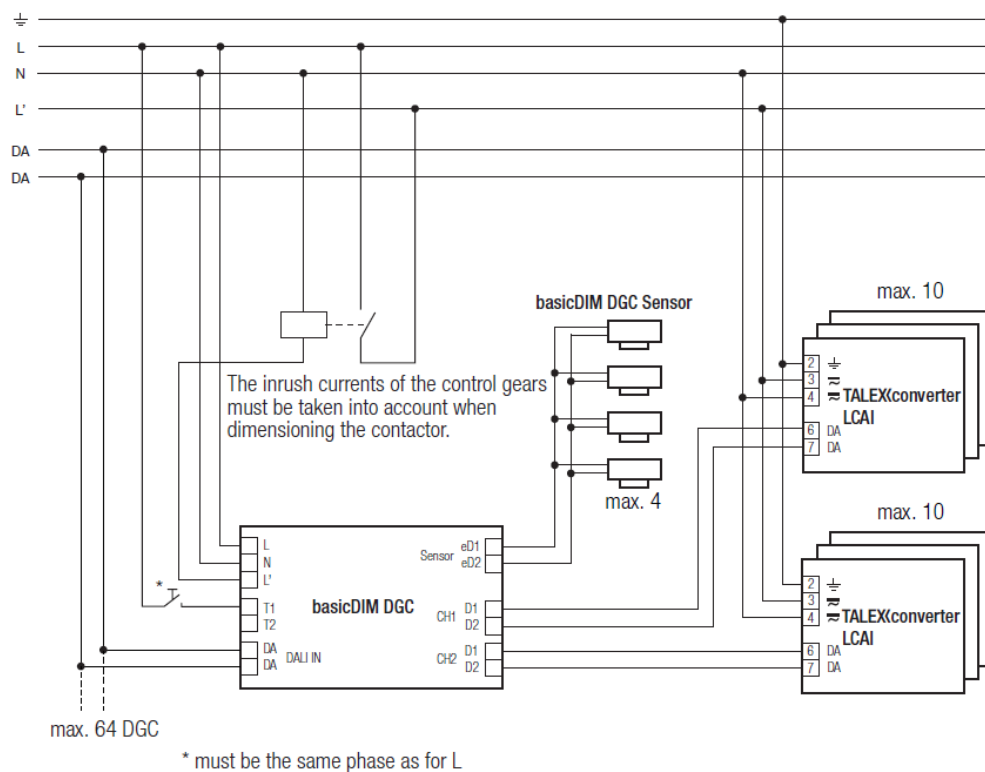 L
N
L'
DA
DA
basicDIM DGC Sensor
max. 4
The inrush currents of the control gears
must be taken into account when
dimensioning the contactor.
max. 10
2
3
4
TALEXXconverter
LCAI
6 DA
7 DA
max. 10
2
3
4
TALEXXconverter
LCAI
6 DA
7 DA
L
N
L'
*
T1
T2
DA
DA
DALI IN
basicDIM DGC
Sensor
eD1
eD2
CH1
D1
D2
CH2
D1
D2
max. 64 DGC
* must be the same phase as for L